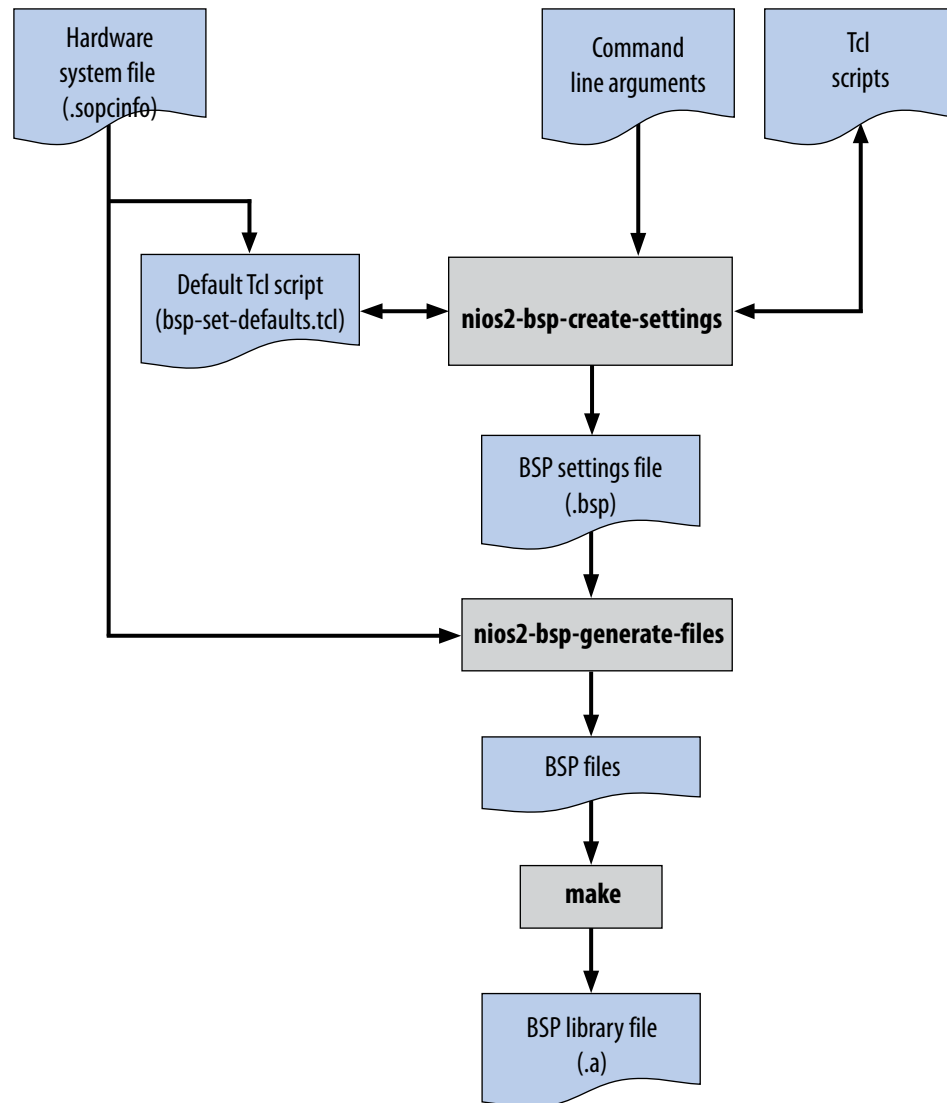 Hardware
system file
(.sopcinfo)
Command
line arguments
Tcl
scripts
Default Tcl script
(bsp-set-defaults.tcl)
nios2-bsp-create-settings
BSP settings file
(.bsp)
nios2-bsp-generate-files
BSP files
make
BSP library file
(.a)